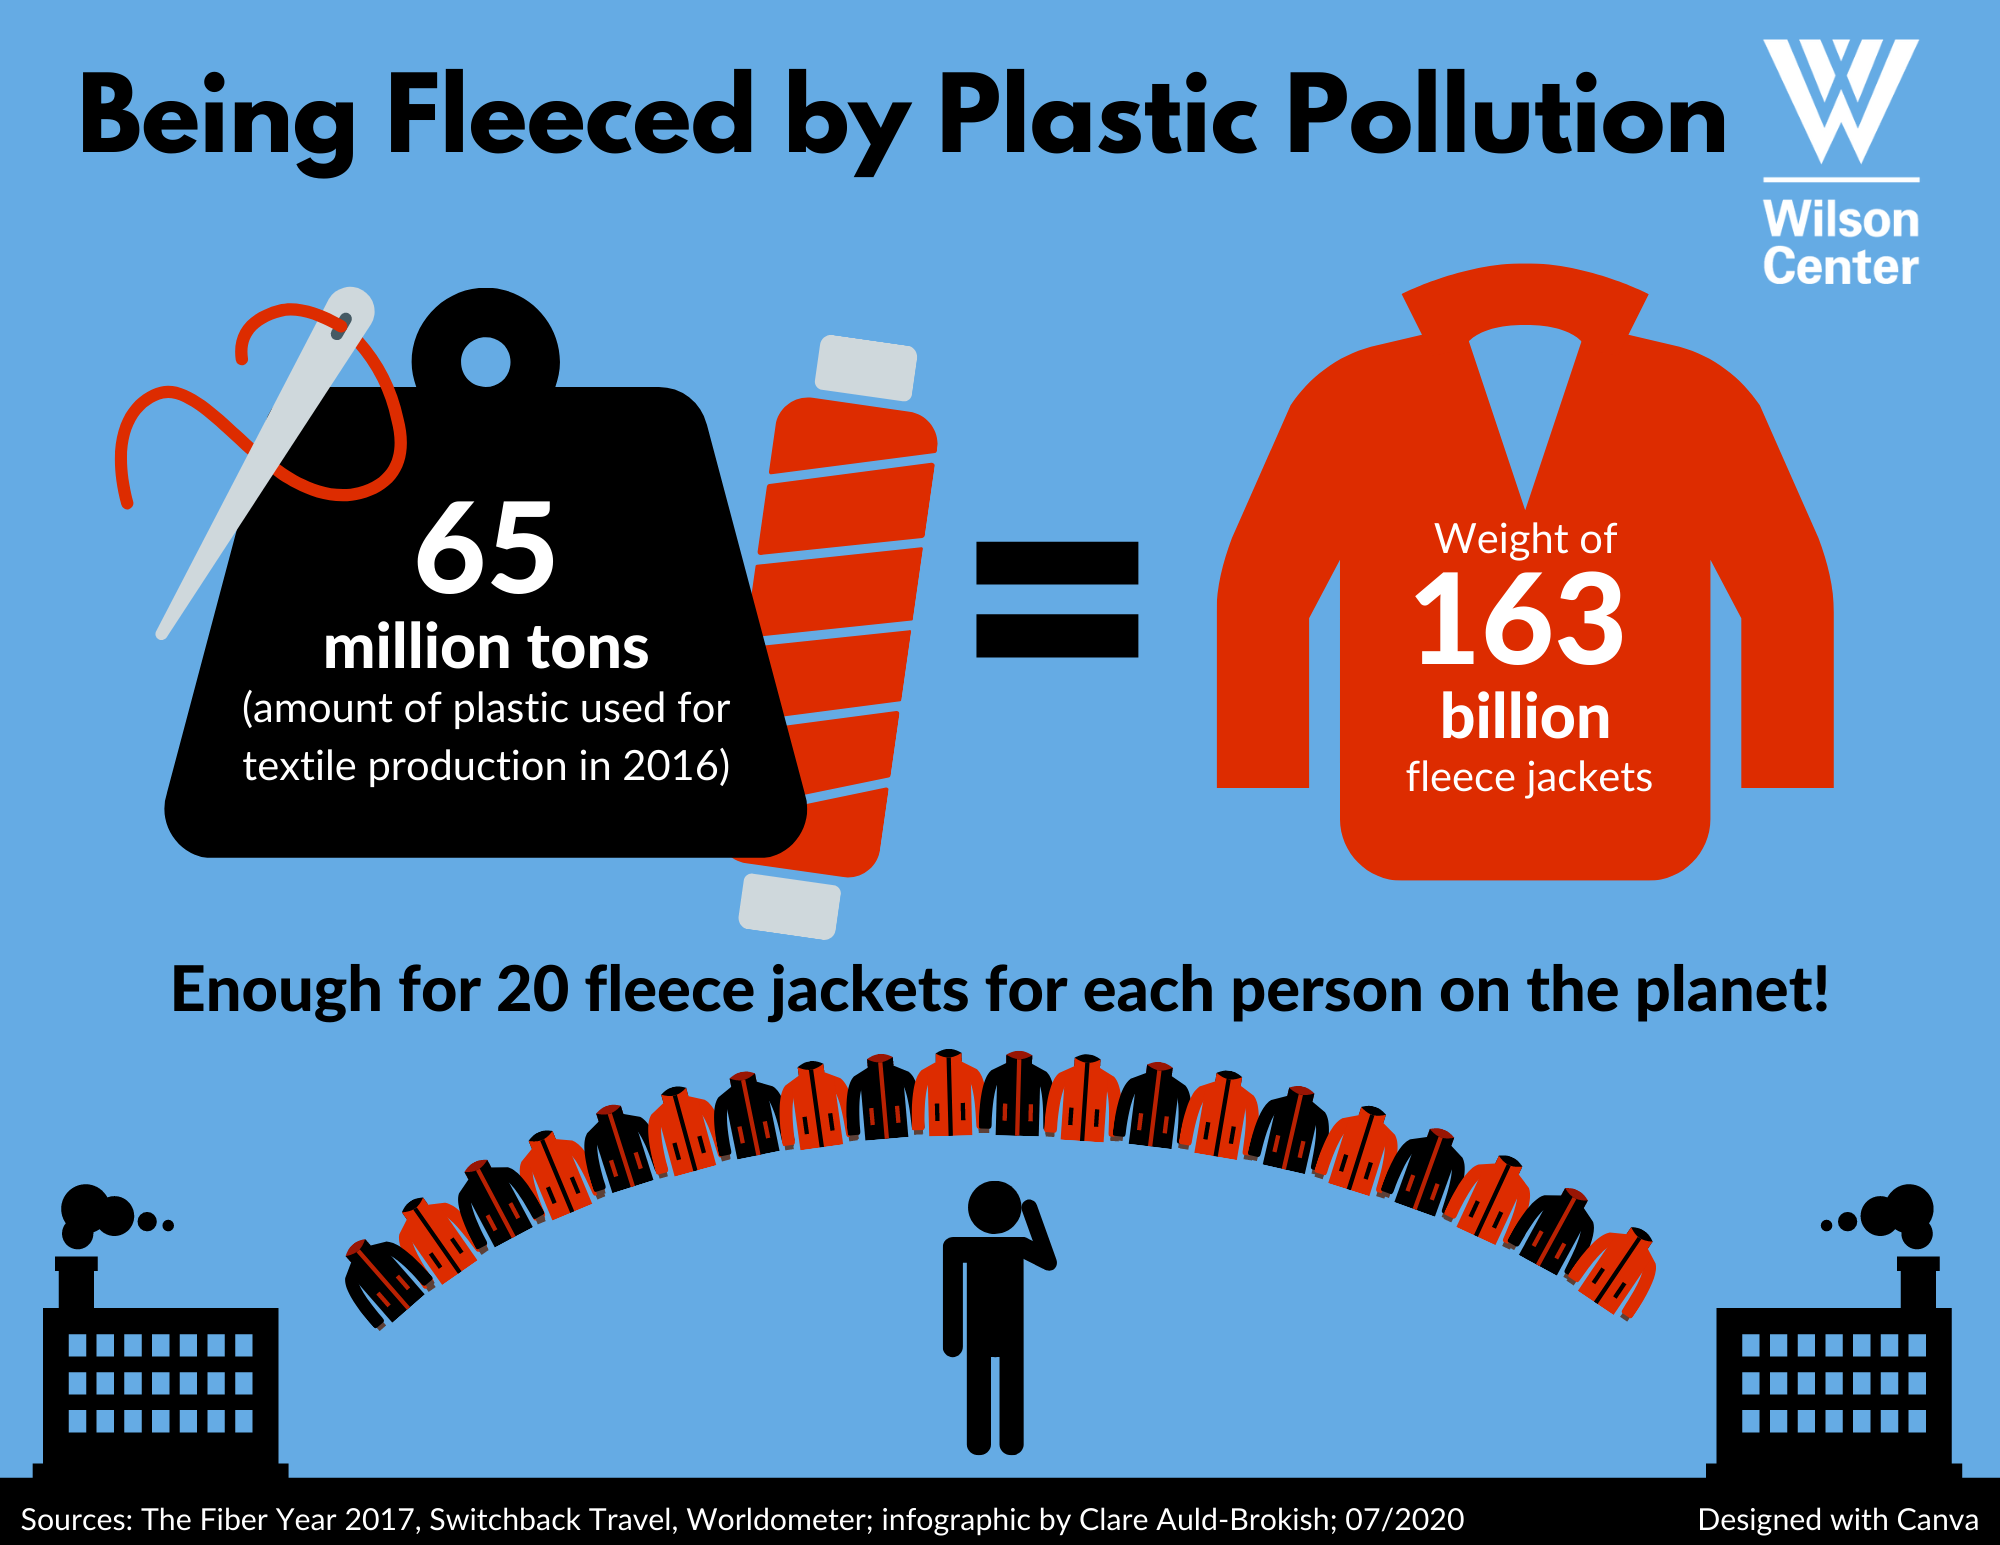 Being Fleeced by Plastic Pollution
Wilson
Center
65
million tons
(amount of plastic used for
textile production in 2016)
Weight of
163
billion
fleece jackets
Enough for 20 fleece jackets for each person on the planet!
Sources: The Fiber Year 2017, Switchback Travel, Worldometer; infographic by Clare Auld-Brokish; 07/2020
Designed with Canva